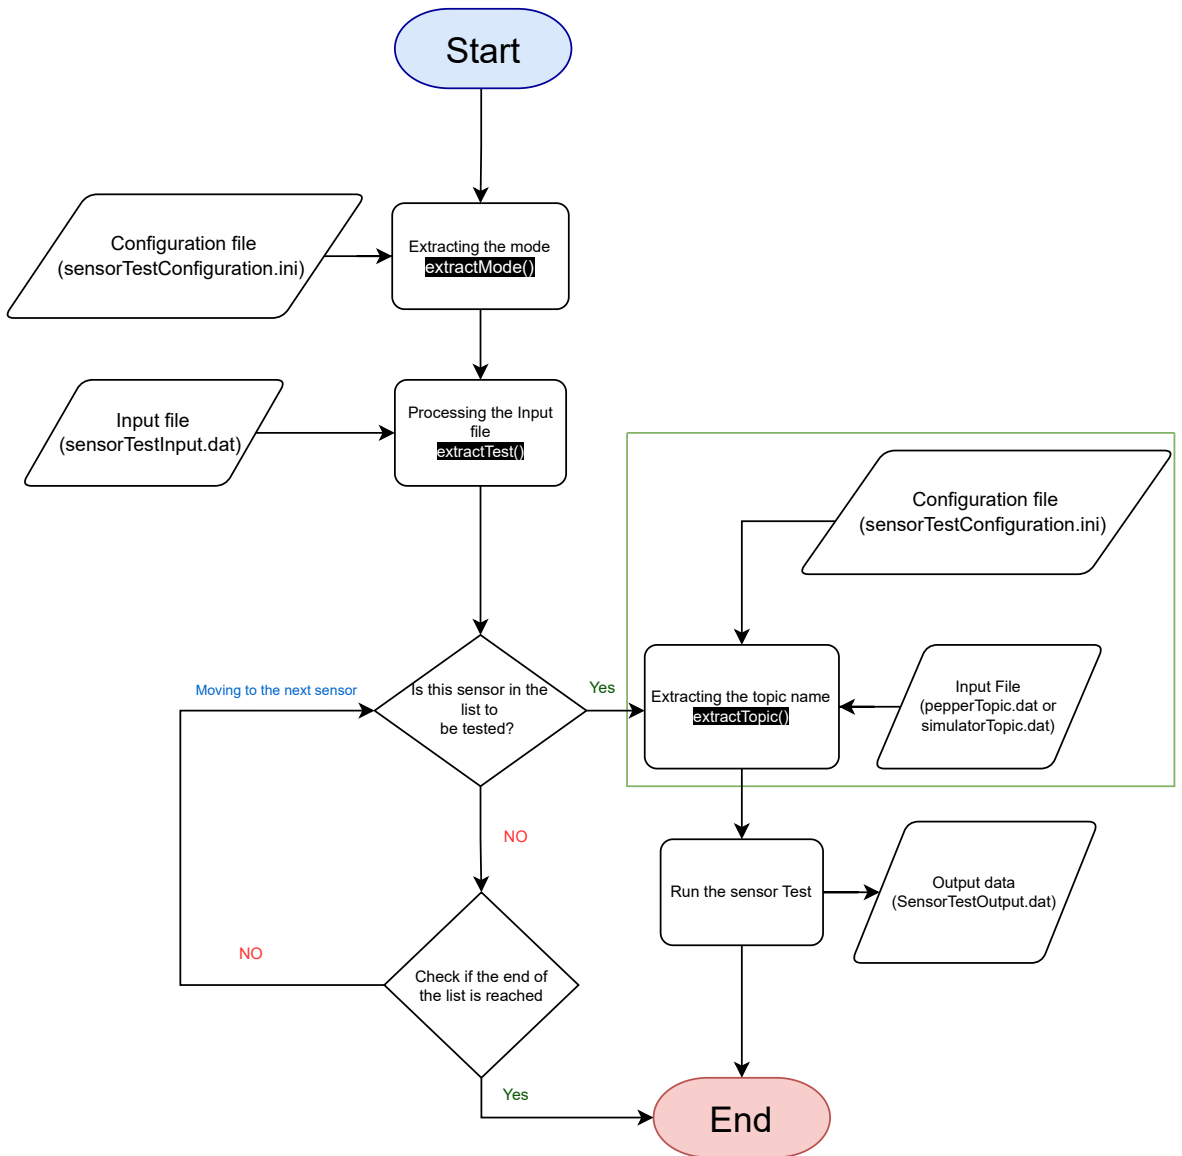 Start
Configuration file
(sensorTestConfiguration.ini)
Extracting the mode
extractMode()
Input file
(sensorTestInput.dat)
Processing the Input
file
extractTest()
Configuration file
(sensorTestConfiguration.ini)
Moving to the next sensor
Is this sensor in the
list to
be tested?
Yes
Extracting the topic name
extractTopic()
Input File
(pepperTopic.dat or
simulatorTopic.dat)
NO
Run the sensor Test
Output data
(SensorTestOutput.dat)
NO
Check if the end of
the list is reached
Yes
End